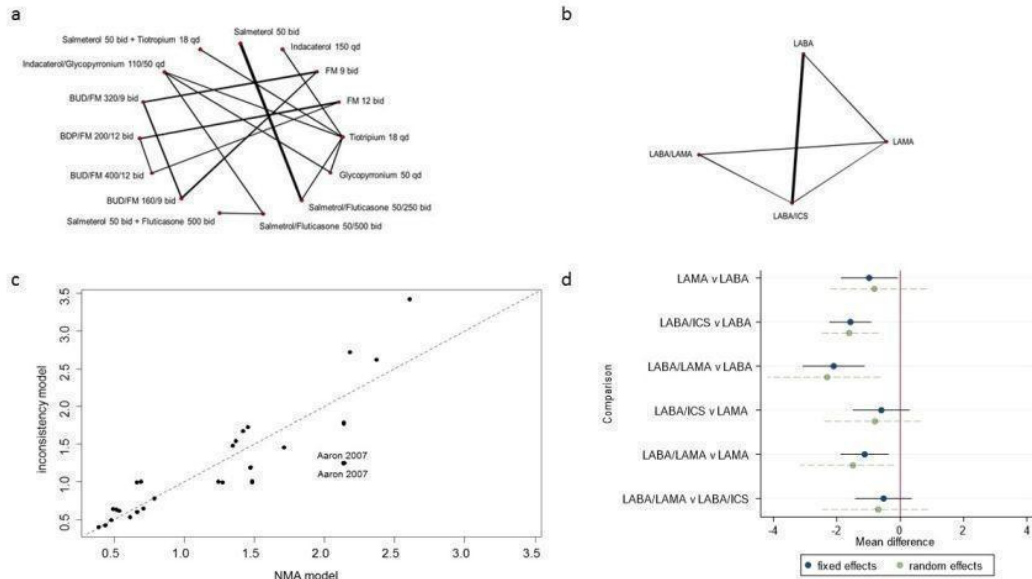 a
Salmeterol 50 bid
Salmeterol 50 bid + Tiotropium 18 qd
Indacaterol 150 qd
Indacaterol/Glycopyrronium 110/50 qd
FM 9 bid
BUD/FM 320/9 bid
FM 12 bid
BDP/FM 200/12 bid
Tiotripium 18 qd
BUD/FM 400/12 bid
Glycopyrronium 50 qd
BUD/FM 160/9 bid
Salmetrol/Fluticasone 50/250 bid
Salmeterol 50 bid + Fluticasone 500 bid
Salmetrol/Fluticasone 50/500 bid
b
LABA
LAMA
LABA/LAMA
LABA/ICS
c
inconsistency model
3.5
3.0
2.5
2.0
1.5
1.0
0.5
Aaron 2007
Aaron 2007
0.5 1.0 1.5 2.0 2.5 3.0 3.5
NMA model
d
Comparison
LAMA v LABA
LABA/ICS v LABA
LABA/LAMA v LABA
LABA/ICS v LAMA
LABA/LAMA v LAMA
LABA/LAMA v LABA/ICS
-4 -2 0 2 4
Mean difference
fixed effects random effects